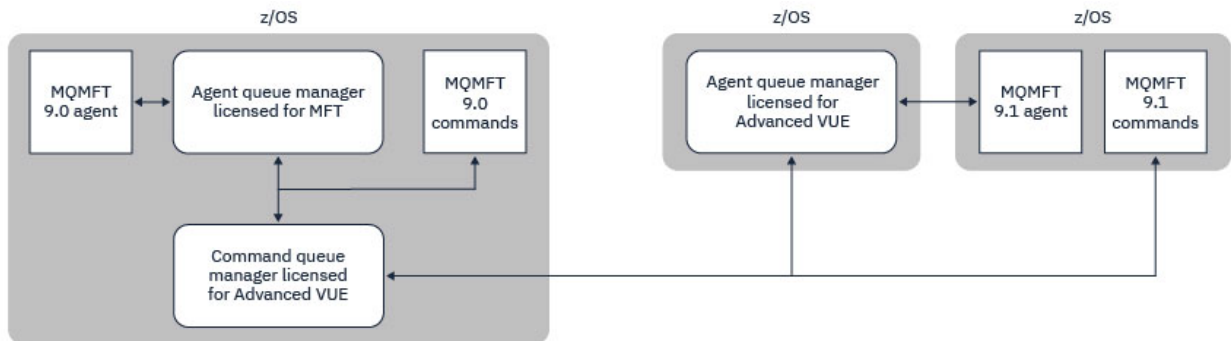 z/OS
MQMFT
9.0 agent
Agent queue manager
licensed for MFT
MQMFT
9.0
commands
Command queue
manager licensed
for Advanced VUE
z/OS
Agent queue manager
licensed for
Advanced VUE
z/OS
MQMFT
9.1 agent
MQMFT
9.1
commands